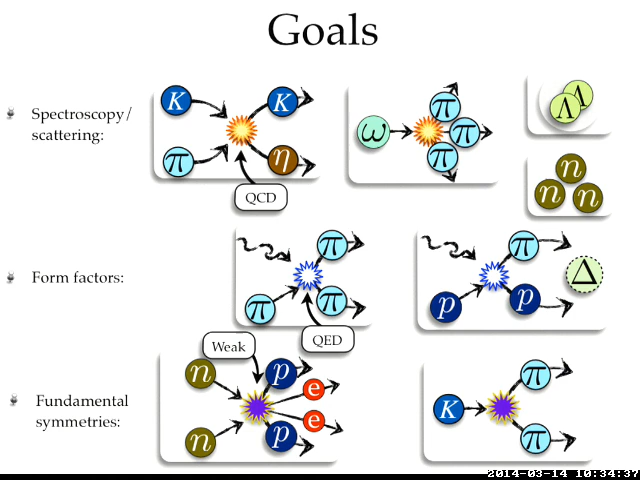 Goals
Spectroscopy/
scattering:
K
K
π
η
QCD
ω
π
π
π
Λ
Λ
n
n
n
Form factors:
π
π
π
QED
π
p
p
Δ
Fundamental
symmetries:
Weak
n
n
p
p
e
e
K
π
π
2014-03-14 10:34:37